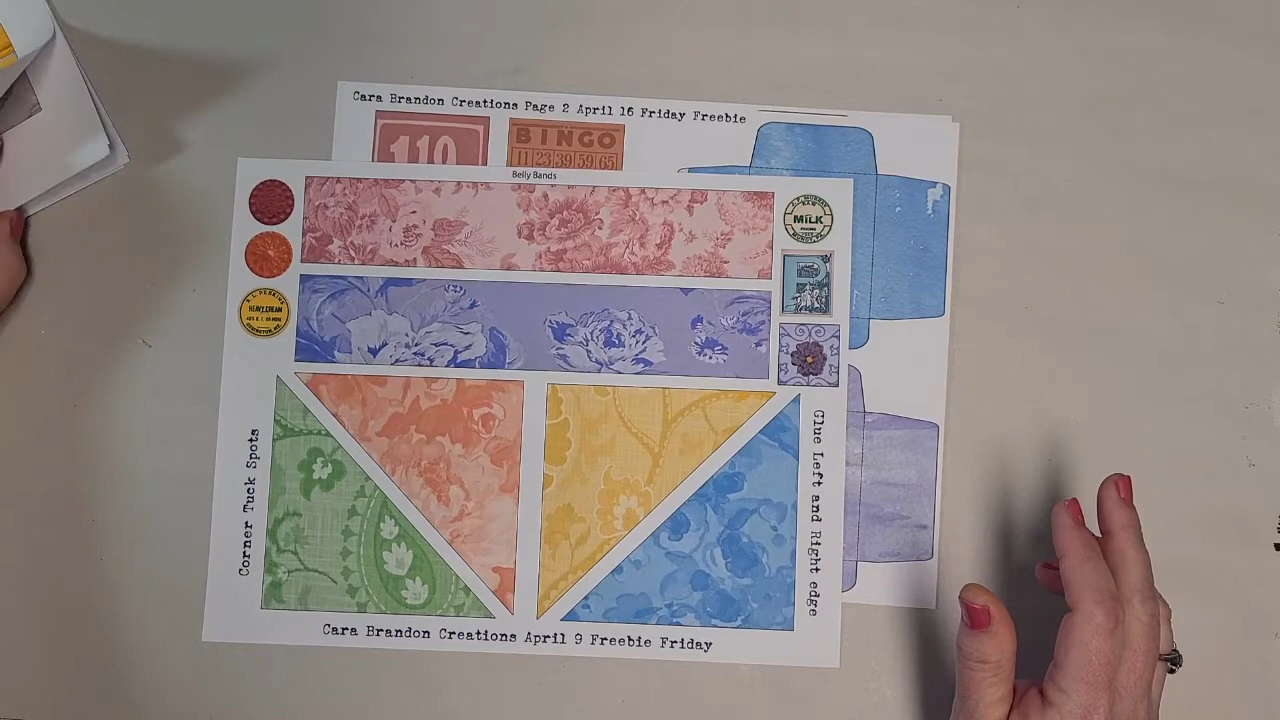 Cara Brandon Creations Page 2 April 16 Friday Freebie
110
BINGO
11 23 39 59 65
Belly Bands
MILK
HEAVY CREAM
Corner Tuck Spots
Glue Left and Right edge
Cara Brandon Creations April 9 Freebie Friday